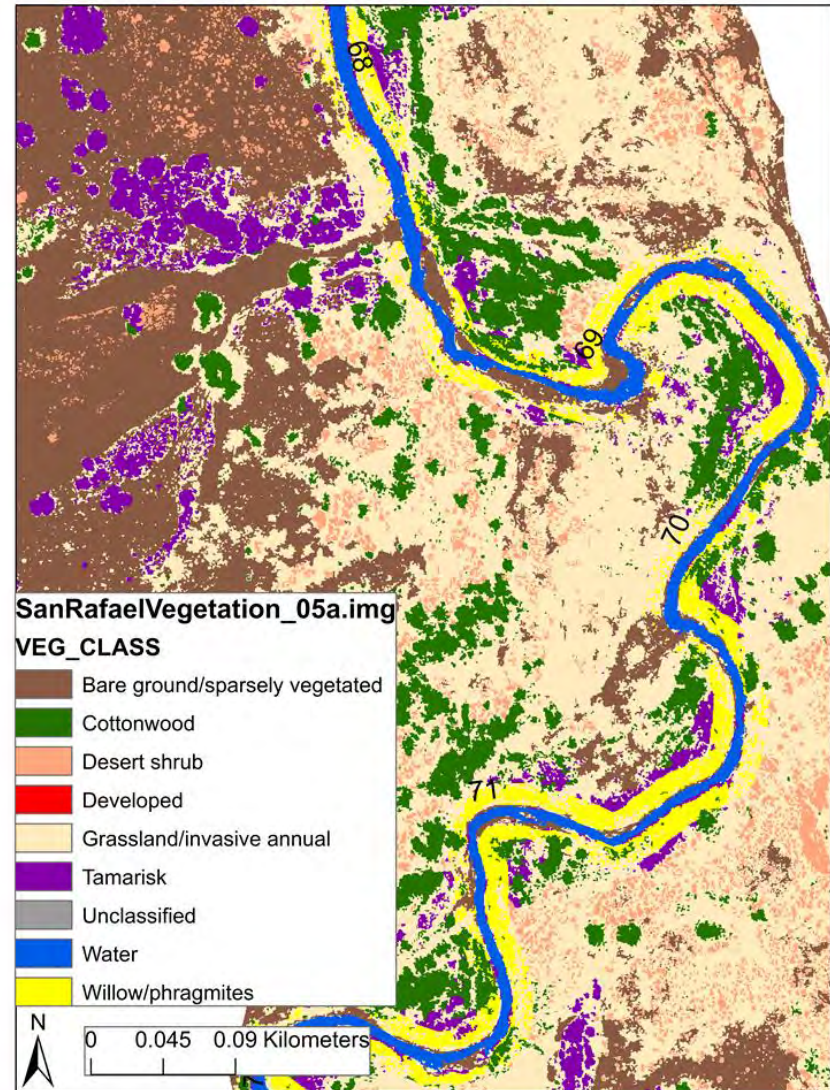 68
69
70
71
SanRafaelVegetation_05a.img
VEG_CLASS
Bare ground/sparsely vegetated
Cottonwood
Desert shrub
Developed
Grassland/invasive annual
Tamarisk
Unclassified
Water
Willow/phragmites
N
0 0.045 0.09 Kilometers